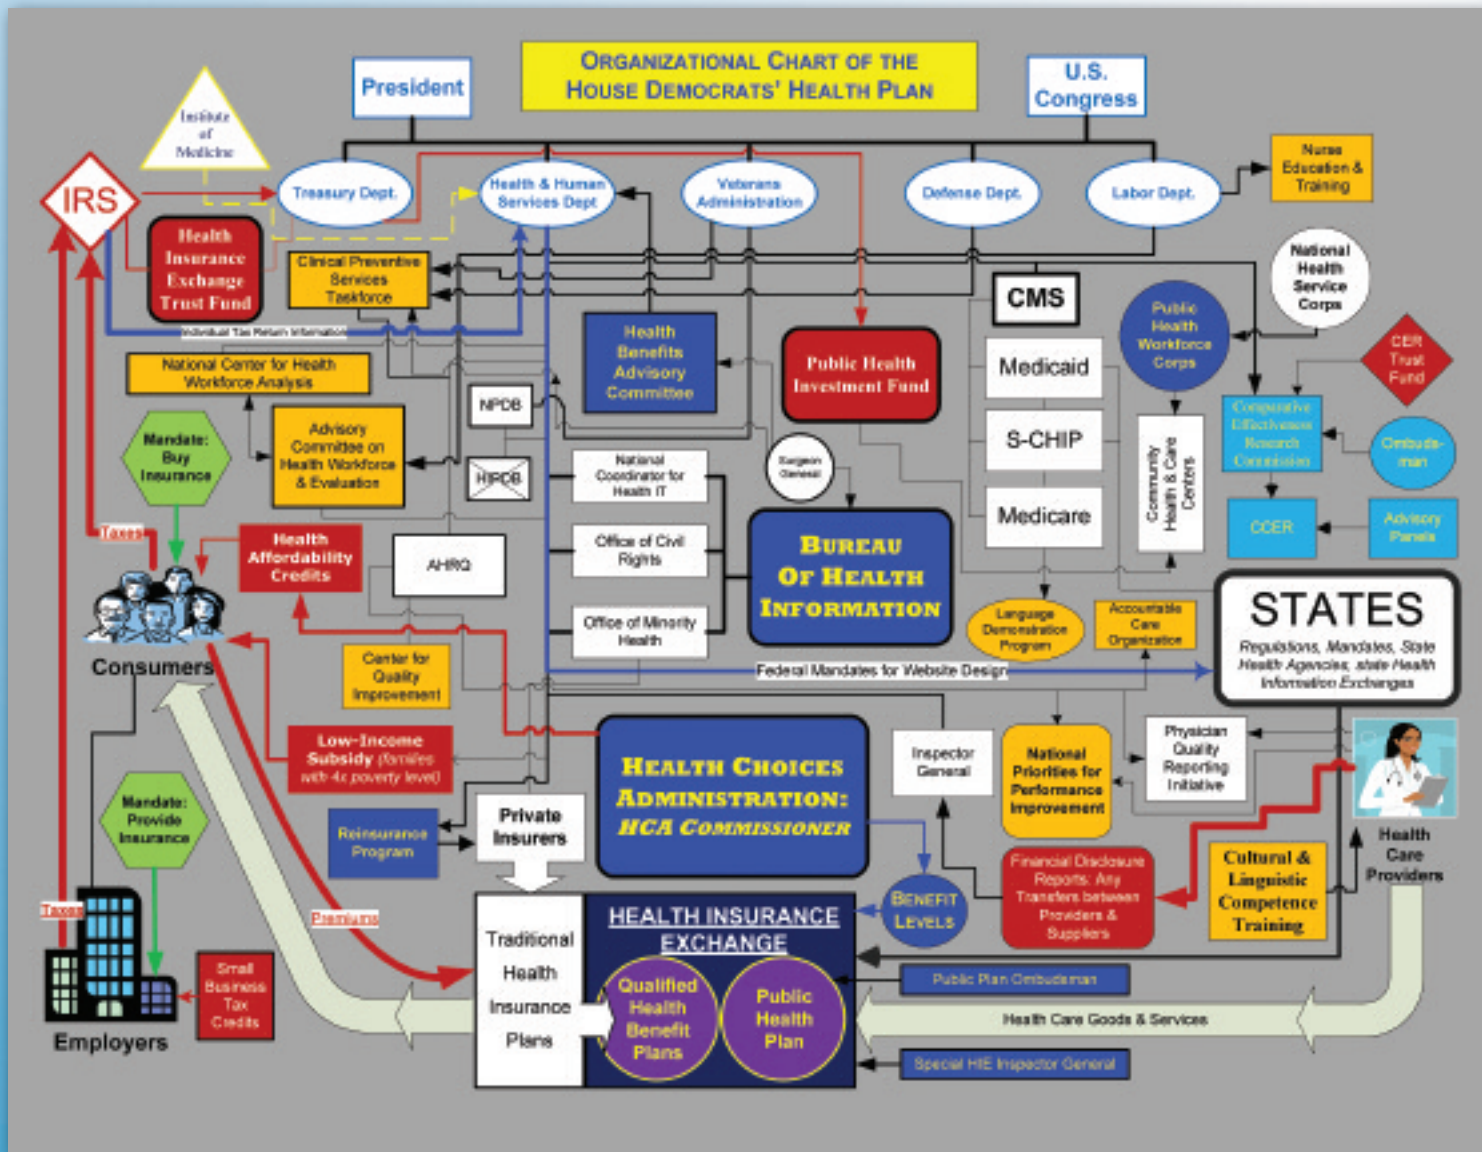 ORGANIZATIONAL CHART OF THE
HOUSE DEMOCRATS' HEALTH PLAN
President
U.S.
Congress
Institute
of
Medicine
IRS
Treasury Dept.
Health & Human
Services Dept
Veterans
Administration
Defense Dept.
Labor Dept.
Nurse
Education &
Training
Health
Insurance
Exchange
Trust Fund
Clinical Preventive
Services
Taskforce
National
Health
Service
Corps
CMS
Public
Health
Workforce
Corps
Individual Tax Return Information
Health
Benefits
Advisory
Committee
Public Health
Investment Fund
CER
Trust
Fund
National Center for Health
Workforce Analysis
Medicaid
NPDB
Comparative
Effectiveness
Research
Commission
Ombuds-
man
Mandate:
Buy
Insurance
Advisory
Committee on
Health Workforce
& Evaluation
S-CHIP
Community
Health & Care
Centers
HIPDB
National
Coordinator for
Health IT
Surgeon
General
Medicare
CCER
Advisory
Panels
Taxes
Health
Affordability
Credits
AHRQ
Office of Civil
Rights
BUREAU
OF HEALTH
INFORMATION
Office of Minority
Health
Language
Demonstration
Program
Accountable
Care
Organization
STATES
Regulations, Mandates, State
Health Agencies, state Health
Information Exchanges
Consumers
Center for
Quality
Improvement
Federal Mandates for Website Design
Low-Income
Subsidy (families
with 4x poverty level)
HEALTH CHOICES
ADMINISTRATION:
HCA COMMISSIONER
Inspector
General
National
Priorities for
Performance
Improvement
Physician
Quality
Reporting
Initiative
Mandate:
Provide
Insurance
Reinsurance
Program
Private
Insurers
Health
Care
Providers
Financial Disclosure
Reports: Any
Transfers between
Providers &
Suppliers
Cultural &
Linguistic
Competence
Training
BENEFIT
LEVELS
Taxes
Premiums
Traditional
Health
Insurance
Plans
HEALTH INSURANCE
EXCHANGE
Qualified
Health
Benefit
Plans
Public
Health
Plan
Public Plan Ombudsman
Small
Business
Tax
Credits
Health Care Goods & Services
Employers
Special HIE Inspector General